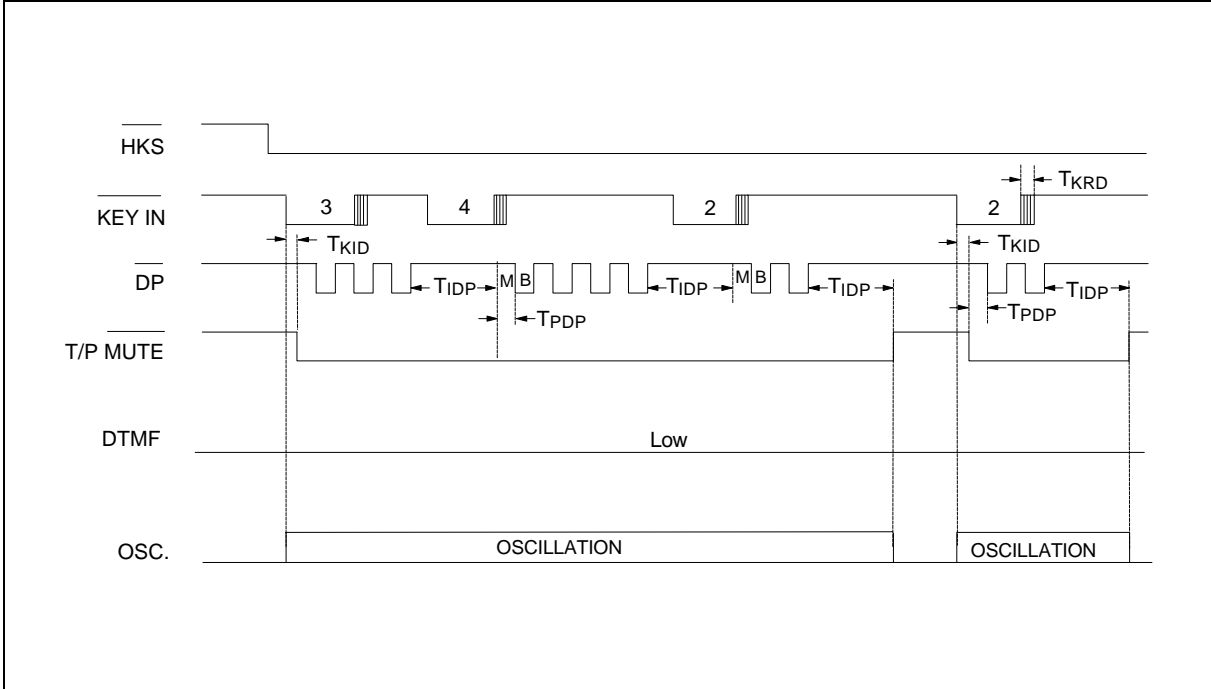 HKS
TKRD
KEY IN 3 4 2 2
TKID TKID
DP TIDP M B TIDP M B TIDP TIDP
TPDP TPDP
T/P MUTE
DTMF Low
OSC. OSCILLATION OSCILLATION